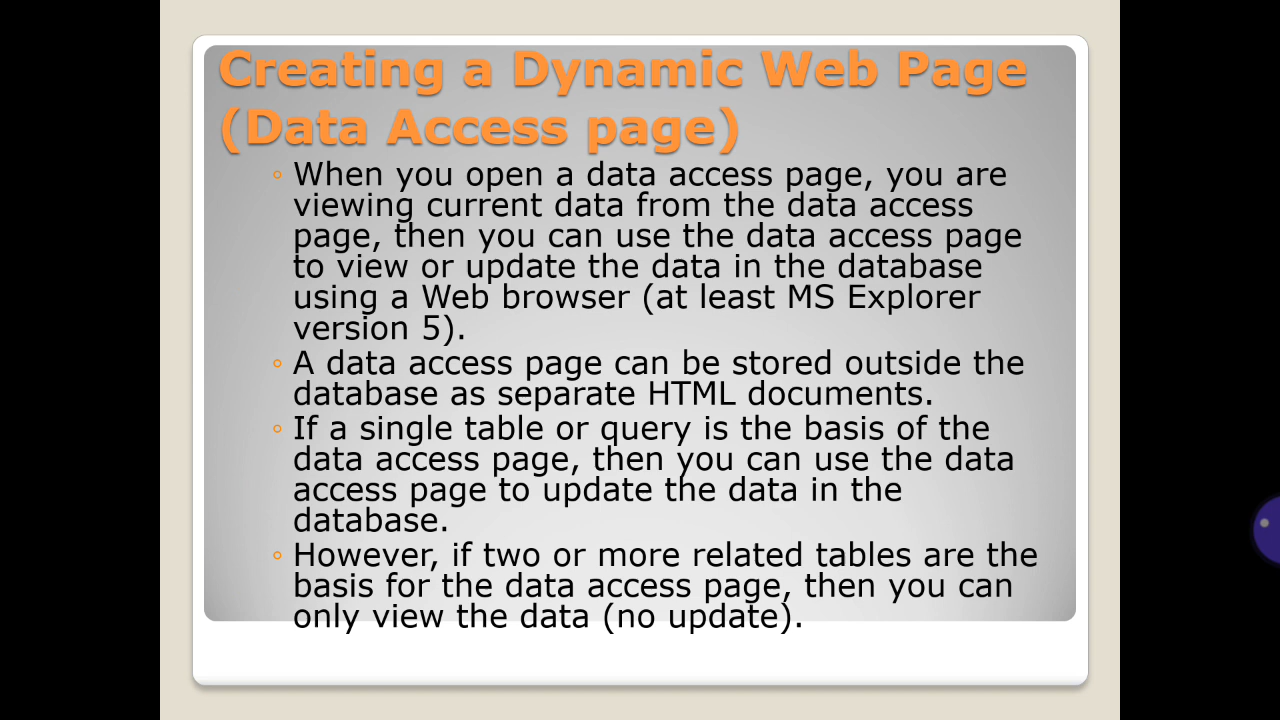 Creating a Dynamic Web Page
(Data Access page)
◦ When you open a data access page, you are
viewing current data from the data access
page, then you can use the data access page
to view or update the data in the database
using a Web browser (at least MS Explorer
version 5).
◦ A data access page can be stored outside the
database as separate HTML documents.
◦ If a single table or query is the basis of the
data access page, then you can use the data
access page to update the data in the
database.
◦ However, if two or more related tables are the
basis for the data access page, then you can
only view the data (no update).